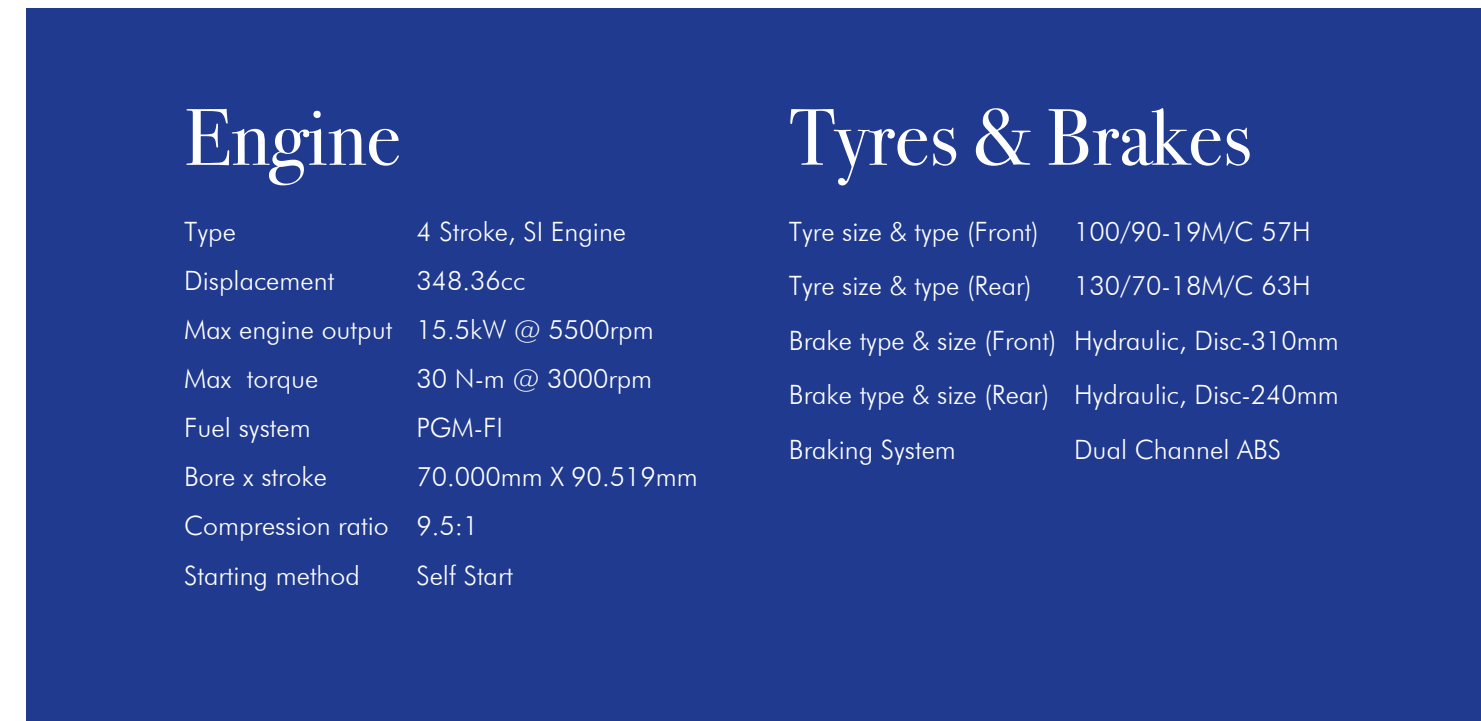 Engine
Type 4 Stroke, SI Engine
Displacement 348.36cc
Max engine output 15.5kW @ 5500rpm
Max torque 30 N-m @ 3000rpm
Fuel system PGM-FI
Bore x stroke 70.000mm X 90.519mm
Compression ratio 9.5:1
Starting method Self Start
Tyres & Brakes
Tyre size & type (Front) 100/90-19M/C 57H
Tyre size & type (Rear) 130/70-18M/C 63H
Brake type & size (Front) Hydraulic, Disc-310mm
Brake type & size (Rear) Hydraulic, Disc-240mm
Braking System Dual Channel ABS